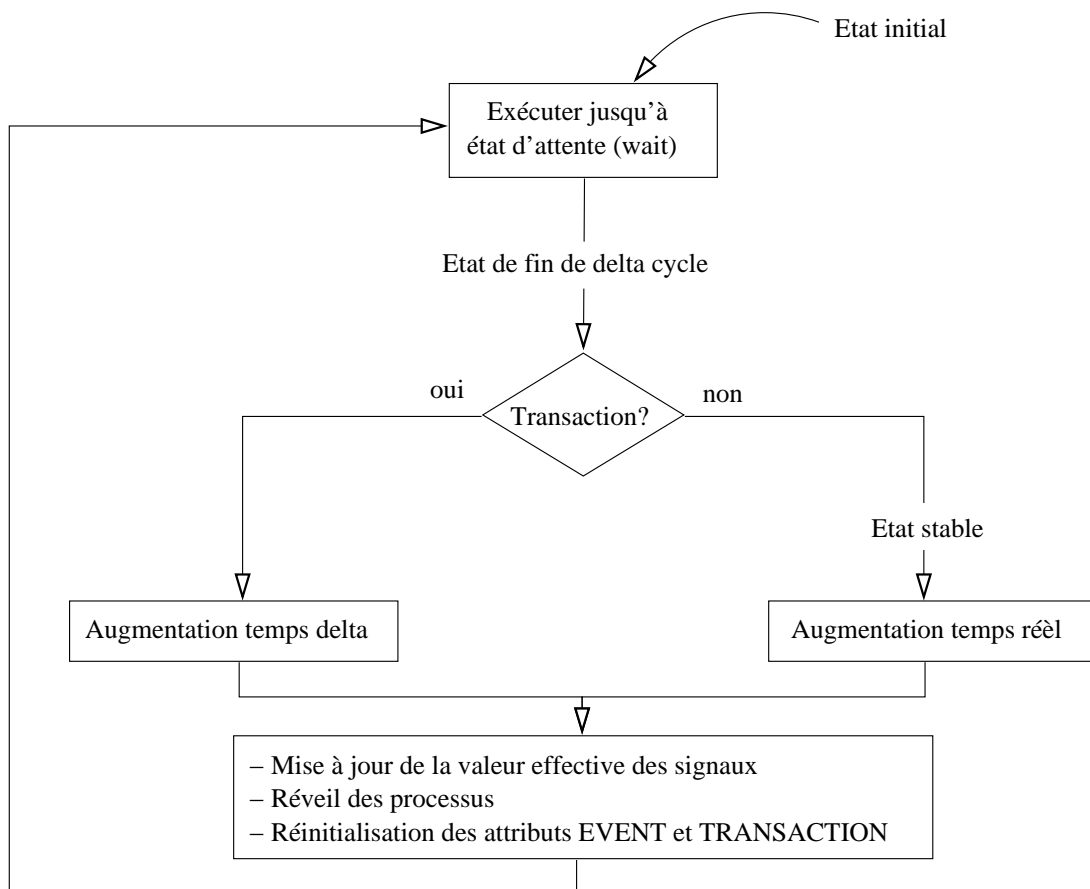 Etat initial
Exécuter jusqu'à
état d'attente (wait)
Etat de fin de delta cycle
oui
Transaction?
non
Etat stable
Augmentation temps delta
Augmentation temps réèl
– Mise à jour de la valeur effective des signaux
– Réveil des processus
– Réinitialisation des attributs EVENT et TRANSACTION